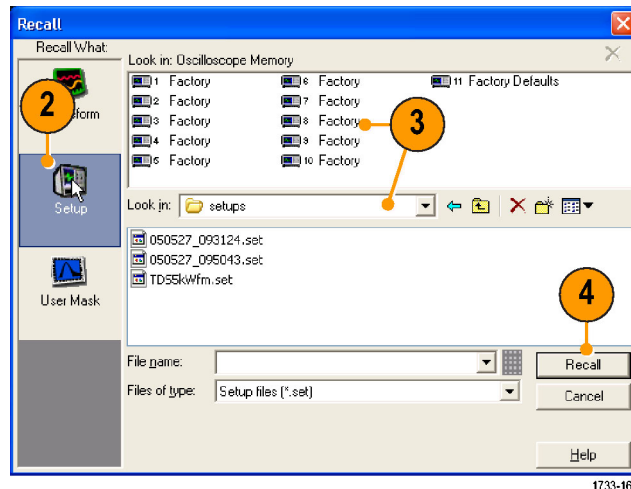 Recall
Recall What:
Look in: Oscilloscope Memory
1 Factory
6 Factory
11 Factory Defaults
2 Factory
7 Factory
3 Factory
8 Factory
4 Factory
9 Factory
5 Factory
10 Factory
2
form
3
Setup
Look in: setups
050527_093124.set
050527_095043.set
TDS5kWfm.set
User Mask
4
File name:
Recall
Files of type: Setup files (*.set)
Cancel
Help
1733-16